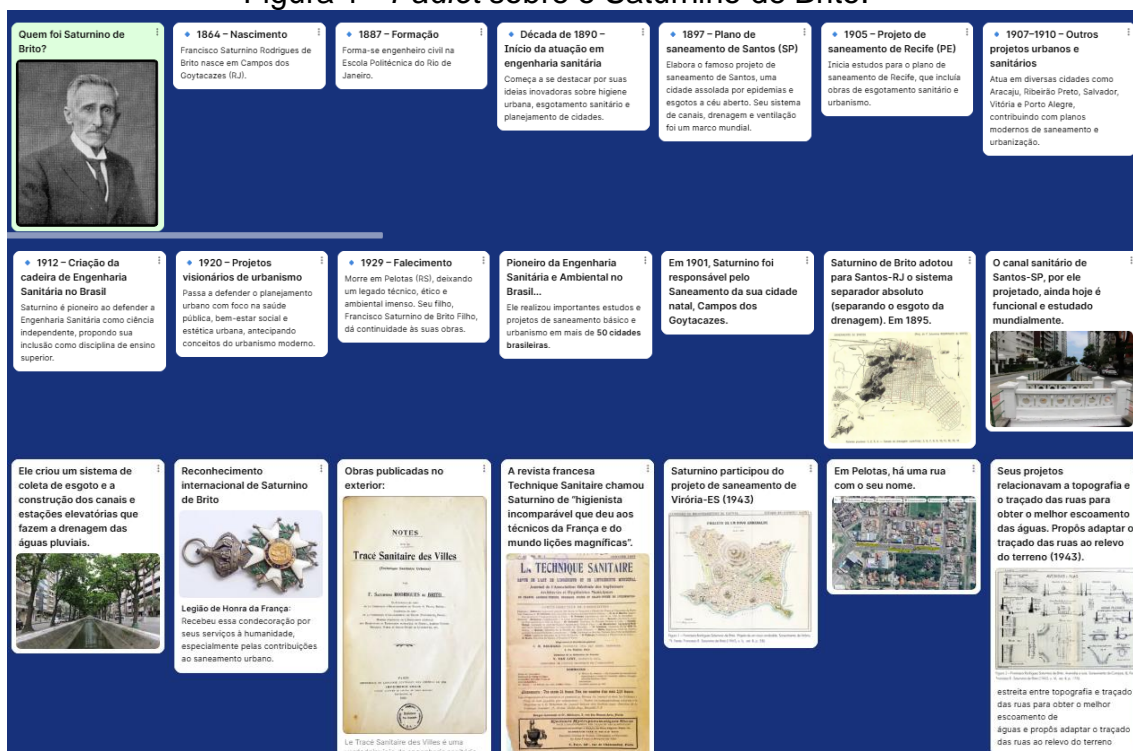 Figura 1 - Padlet sobre o Saturnino de Brito.
Quem foi Saturnino de
Brito?
1864 – Nascimento
Francisco Saturnino Rodrigues de
Brito nasce em Campos dos
Goytacazes (RJ).
1887 – Formação
Forma-se engenheiro civil na
Escola Politécnica do Rio de
Janeiro.
Década de 1890 –
Início da atuação em
engenharia sanitária
Começa a se destacar por suas
ideias inovadoras sobre higiene
urbana, esgotamento sanitário e
planejamento de cidades.
1897 – Plano de
saneamento de Santos (SP)
Elabora o famoso projeto de
saneamento de Santos, uma
cidade assolada por epidemias e
esgotos a céu aberto. Seu sistema
de canais, drenagem e ventilação
foi um marco mundial.
1905 – Projeto de
saneamento de Recife (PE)
Inicia estudos para o plano de
saneamento de Recife, que incluía
obras de esgotamento sanitário e
urbanismo.
1907–1910 – Outros
projetos urbanos e
sanitários
Atua em diversas cidades como
Aracaju, Ribeirão Preto, Salvador,
Vitória e Porto Alegre,
contribuindo com planos
modernos de saneamento e
urbanização.
1912 – Criação da
cadeira de Engenharia
Sanitária no Brasil
Saturnino é pioneiro ao defender a
Engenharia Sanitária como ciência
independente, propondo sua
inclusão como disciplina de ensino
superior.
1920 – Projetos
visionários de urbanismo
Passa a defender o planejamento
urbano com foco na saúde
pública, bem-estar social e
estética urbana, antecipando
conceitos do urbanismo moderno.
1929 – Falecimento
Morre em Pelotas (RS), deixando
um legado técnico, ético e
ambiental imenso. Seu filho,
Francisco Saturnino de Brito Filho,
dá continuidade às suas obras.
Pioneiro da Engenharia
Sanitária e Ambiental no
Brasil...
Ele realizou importantes estudos e
projetos de saneamento básico e
urbanismo em mais de 50 cidades
brasileiras.
Em 1901, Saturnino foi
responsável pelo
Saneamento da sua cidade
natal, Campos dos
Goytacazes.
Saturnino de Brito adotou
para Santos-RJ o sistema
separador absoluto
(separando o esgoto da
drenagem). Em 1895.
O canal sanitário de
Santos-SP, por ele
projetado, ainda hoje é
funcional e estudado
mundialmente.
Ele criou um sistema de
coleta de esgoto e a
construção dos canais e
estações elevatórias que
fazem a drenagem das
águas pluviais.
Reconhecimento
internacional de Saturnino
de Brito
Legião de Honra da França:
Recebeu essa condecoração por
seus serviços à humanidade,
especialmente pelas contribuições
ao saneamento urbano.
Obras publicadas no
exterior:
NOTES
Tracé Sanitaire des Villes
F. Saturnino RODRIGUES de BRITO
PARIS
Le Tracé Sanitaire des Villes é uma
A revista francesa
Technique Sanitaire chamou
Saturnino de "higienista
incomparável que deu aos
técnicos da França e do
mundo lições magníficas".
LA TECHNIQUE SANITAIRE
Saturnino participou do
projeto de saneamento de
Virória-ES (1943)
Em Pelotas, há uma rua
com o seu nome.
Seus projetos
relacionavam a topografia e
o traçado das ruas para
obter o melhor escoamento
das águas. Propôs adaptar o
traçado das ruas ao relevo
do terreno (1943).
estreita entre topografia e traçado
das ruas para obter o melhor
escoamento de
águas e propôs adaptar o traçado
das ruas ao relevo do terreno